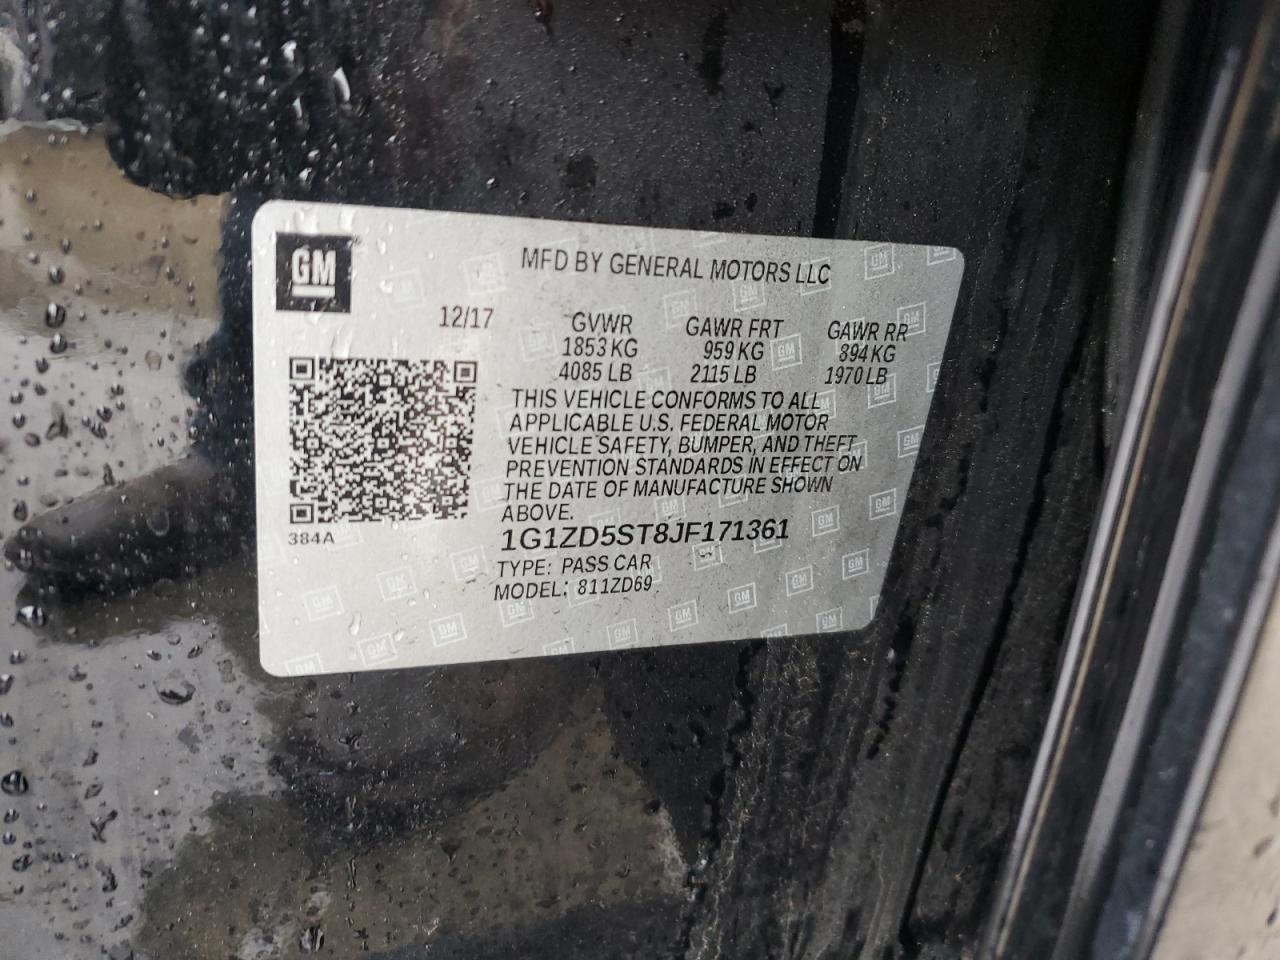 GM
MFD BY GENERAL MOTORS LLC
12/17 GVWR GAWR FRT GAWR RR
1853 KG 959 KG 894 KG
4085 LB 2115 LB 1970 LB
THIS VEHICLE CONFORMS TO ALL
APPLICABLE U.S. FEDERAL MOTOR
VEHICLE SAFETY, BUMPER, AND THEFT
PREVENTION STANDARDS IN EFFECT ON
THE DATE OF MANUFACTURE SHOWN
ABOVE.
384A
1G1ZD5ST8JF171361
TYPE: PASS CAR
MODEL: 811ZD69